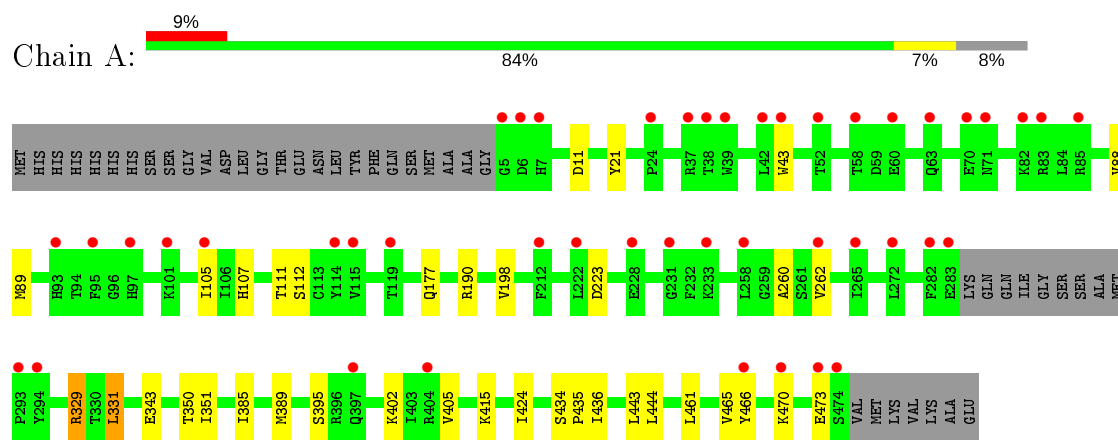 9%
Chain A:
84% 7% 8%
MET HIS HIS HIS HIS HIS HIS SER SER GLY VAL ASP LEU GLY THR GLU ASN LEU TYR PHE GLN SER MET ALA ALA GLY G5 D6 H7 D11 Y21 P24 R37 T38 W39 L42 W43 T52 T58 D59 E60 Q63 E70 N71 K82 R83 L84 R85 V88
M89 H93 T94 F95 G96 H97 K101 I105 I106 H107 T111 S112 C113 Y114 V115 T119 Q177 R190 V198 F212 L222 D223 E228 G231 F232 K233 L258 G259 A260 S261 V262 I265 L272 F282 E283 LYS GLN GLN ILE GLY SER SER ALA MET
P293 Y294 R329 T330 L331 E343 T350 I351 I385 M389 S395 R396 Q397 K402 I403 R404 V405 K415 I424 S434 P435 I436 L443 L444 L461 V465 Y466 K470 E473 S474 VAL MET LYS VAL LYS ALA GLU